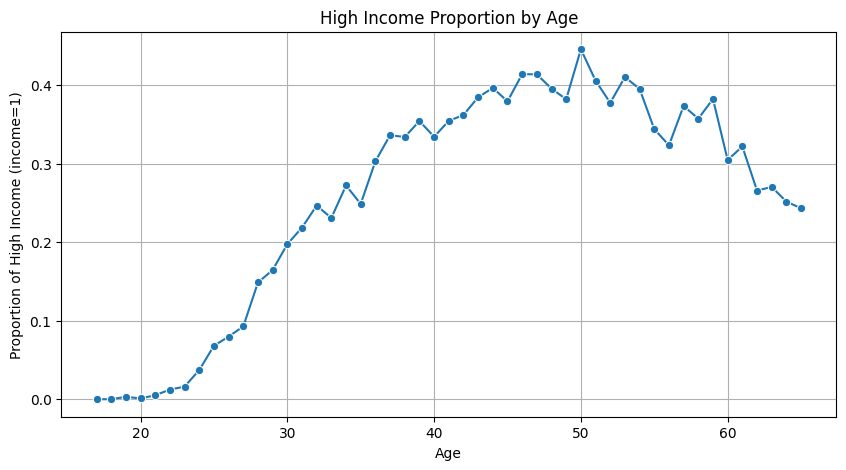 High Income Proportion by Age
Proportion of High Income (income=1)
0.4
0.3
0.2
0.1
0.0
20 30 40 50 60
Age